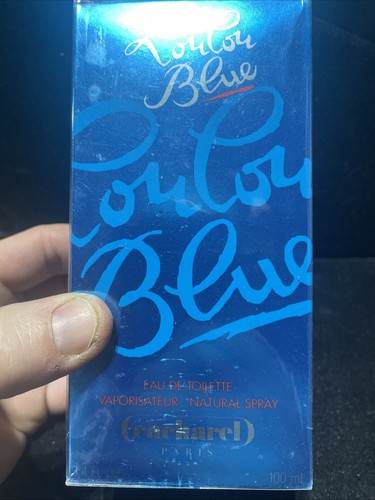 LouLou
Blue
LouLou
Blue
EAU DE TOILETTE
VAPORISATEUR NATURAL SPRAY
(cacharel)
PARIS
100 ml